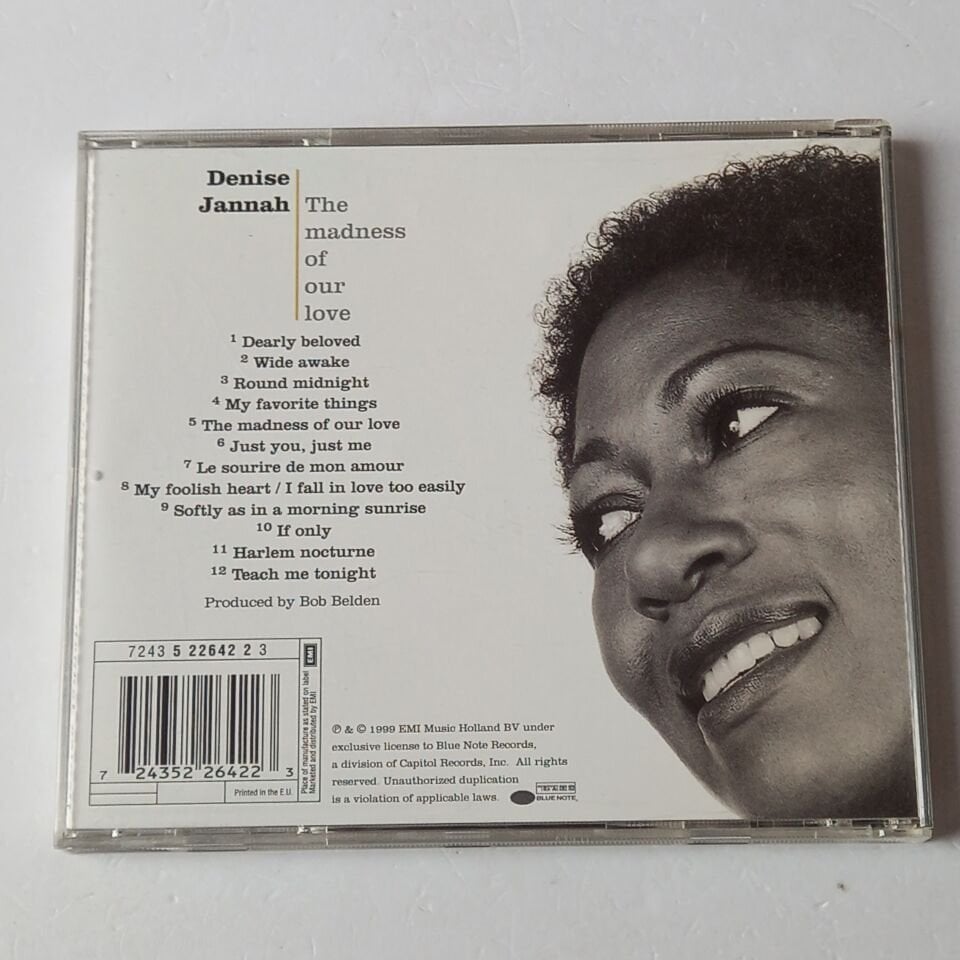 Denise
Jannah
The
madness
of
our
love
1 Dearly beloved
2 Wide awake
3 Round midnight
4 My favorite things
5 The madness of our love
6 Just you, just me
7 Le sourire de mon amour
8 My foolish heart / I fall in love too easily
9 Softly as in a morning sunrise
10 If only
11 Harlem nocturne
12 Teach me tonight
Produced by Bob Belden
7243 5 22642 2 3
7 24352 26422 3
Printed in the E.U.
EMI
Place of manufacture as stated on label
Marketed and distributed by EMI
℗ & © 1999 EMI Music Holland BV under
exclusive license to Blue Note Records,
a division of Capitol Records, Inc. All rights
reserved. Unauthorized duplication
is a violation of applicable laws.
BLUE NOTE